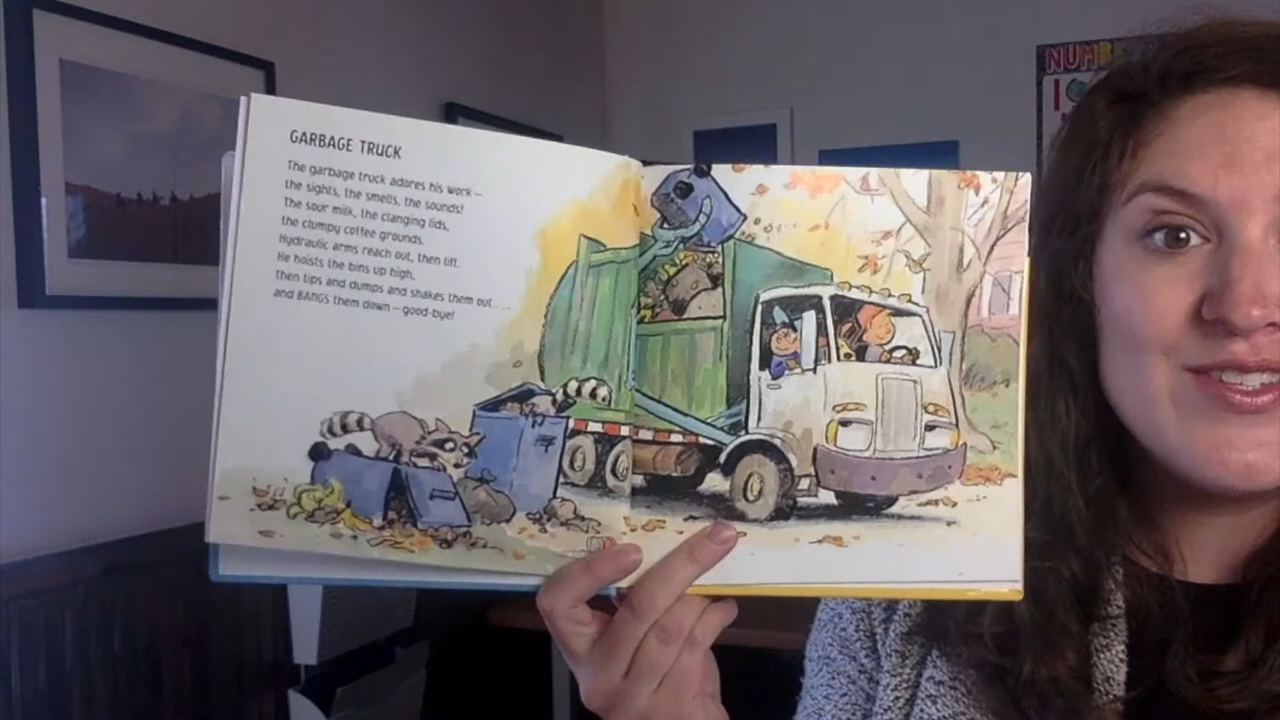 GARBAGE TRUCK
The garbage truck adores his work—
the sights, the smells, the sounds!
The sour milk, the clanging lids,
the clumpy coffee grounds.
Hydraulic arms reach out, then lift.
He hoists the bins up high,
then tips and dumps and shakes them out . . .
and BANGS them down—good-bye!
NUMBE
1